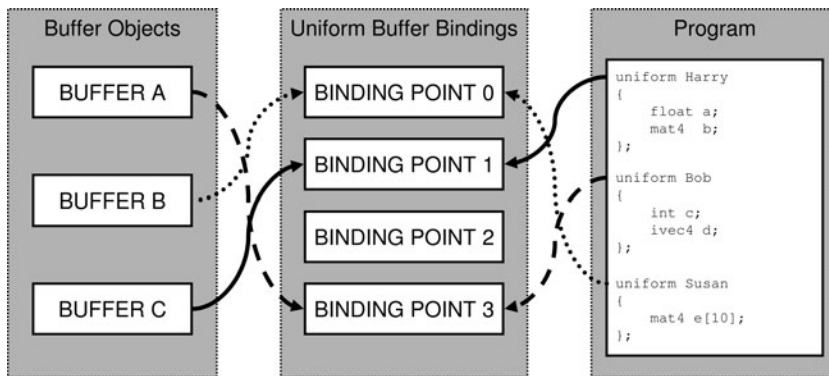 Buffer Objects
BUFFER A
BUFFER B
BUFFER C
Uniform Buffer Bindings
BINDING POINT 0
BINDING POINT 1
BINDING POINT 2
BINDING POINT 3
Program
uniform Harry
{
    float a;
    mat4  b;
};
uniform Bob
{
    int c;
    ivec4 d;
};
uniform Susan
{
    mat4 e[10];
};